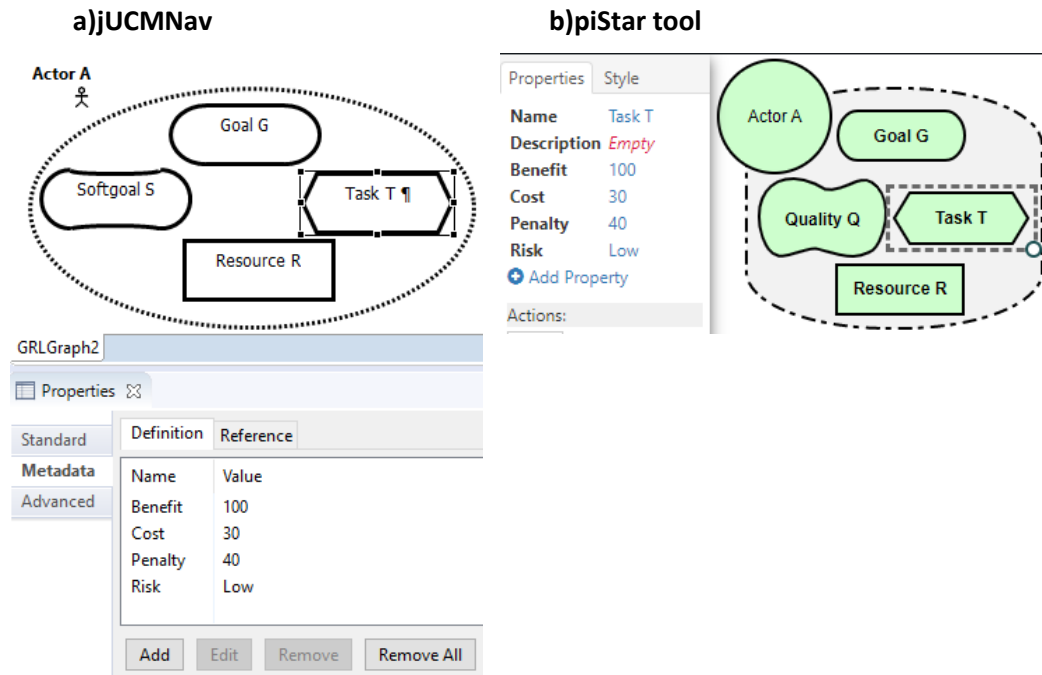 a)jUCMNav
Actor A
Goal G
Softgoal S
Task T ¶
Resource R
GRLGraph2
Properties
Standard
Metadata
Advanced
Definition Reference
Name Value
Benefit 100
Cost 30
Penalty 40
Risk Low
Add Edit Remove Remove All
b)piStar tool
Properties Style
Name Task T
Description Empty
Benefit 100
Cost 30
Penalty 40
Risk Low
Add Property
Actions:
Actor A
Goal G
Quality Q
Task T
Resource R